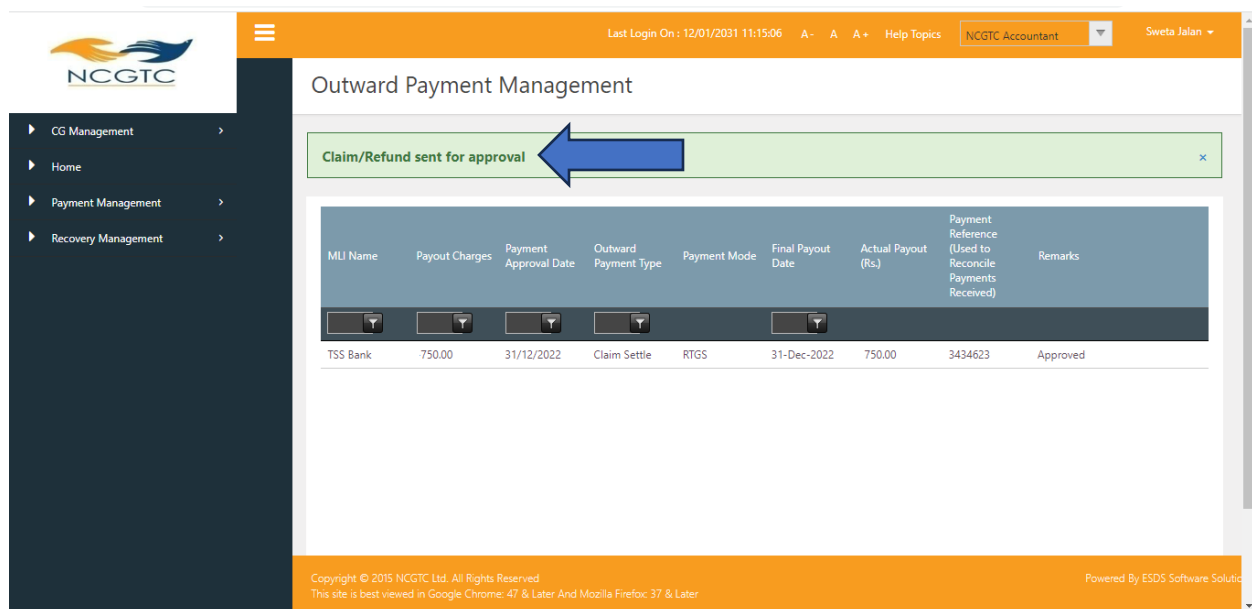 NCGTC
Last Login On : 12/01/2031 11:15:06 A- A A+ Help Topics NCGTC Accountant Sweta Jalan
Outward Payment Management
CG Management
Home
Payment Management
Recovery Management
Claim/Refund sent for approval ×
MLI Name
Payout Charges
Payment
Approval Date
Outward
Payment Type
Payment Mode
Final Payout
Date
Actual Payout
(Rs.)
Payment
Reference
(Used to
Reconcile
Payments
Received)
Remarks
TSS Bank 750.00 31/12/2022 Claim Settle RTGS 31-Dec-2022 750.00 3434623 Approved
Copyright © 2015 NCGTC Ltd. All Rights Reserved
Powered By ESDS Software Solutio
This site is best viewed in Google Chrome: 47 & Later And Mozilla Firefox: 37 & Later